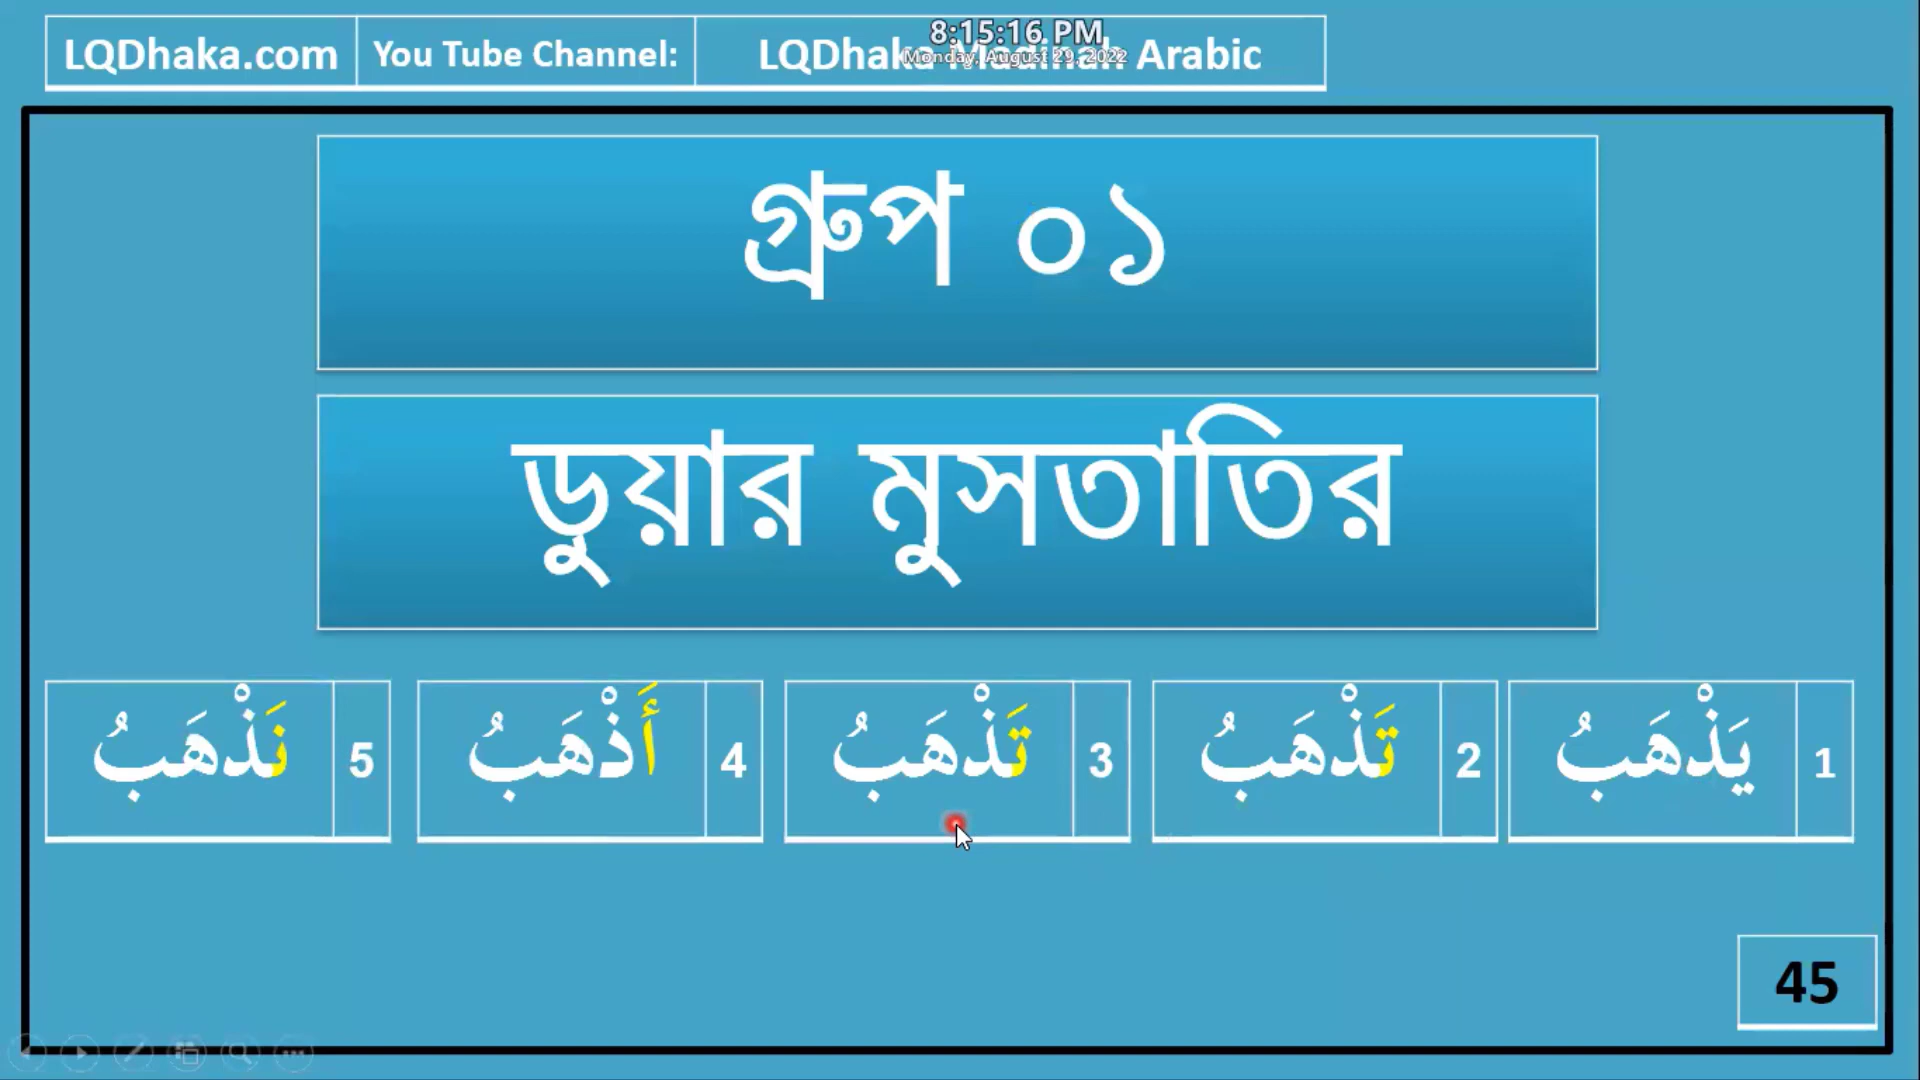 LQDhaka.com You Tube Channel: LQDhaka Madinah Arabic
8:15:16 PM
Monday, August 29, 2022
গ্রুপ ০১
ডুয়ার মুসতাতির
1 يَذْهَبُ 2 تَذْهَبُ 3 تَذْهَبُ 4 أَذْهَبُ 5 نَذْهَبُ
45